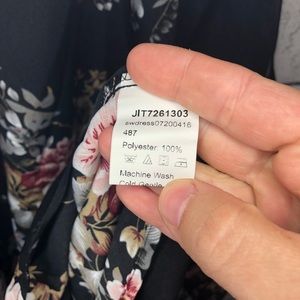 JIT7261303
swdress07200416
487
Polyester 100%
Machine Wash
Cold, Gentle